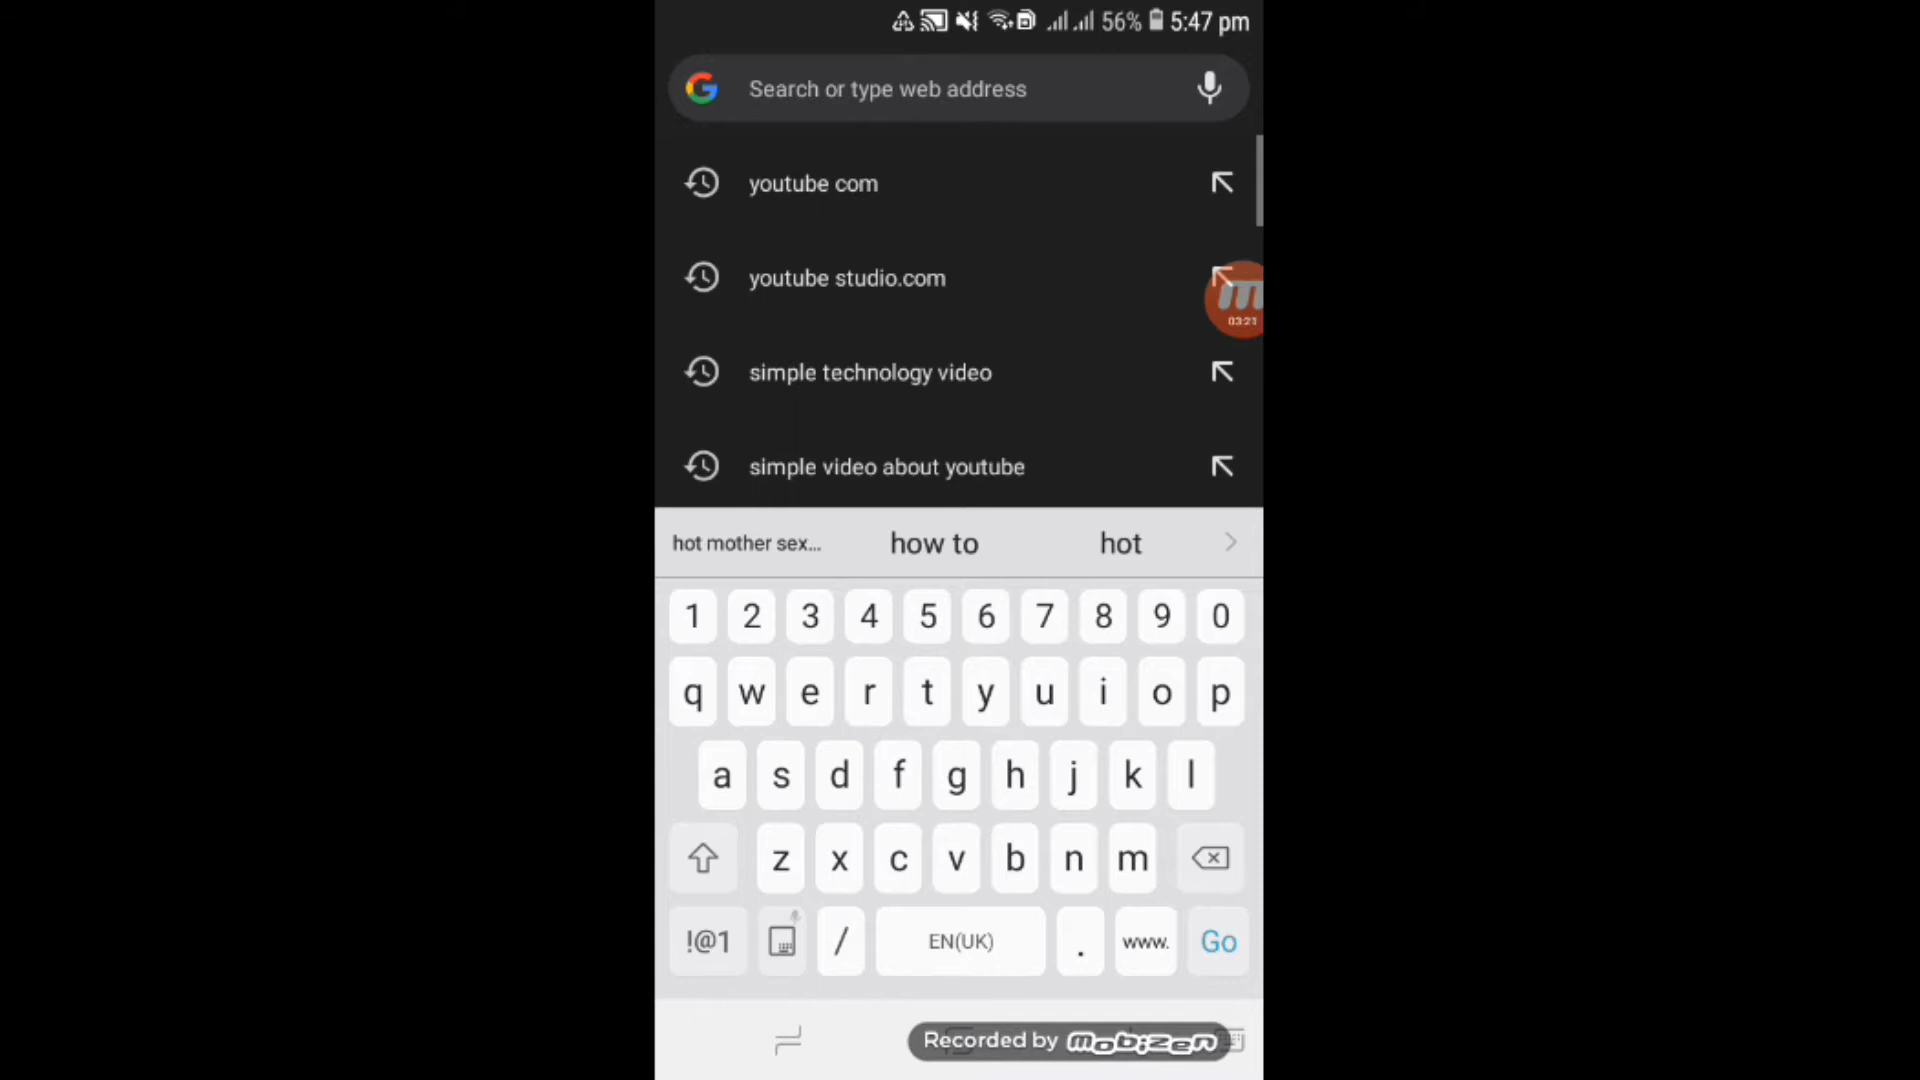 56% 5:47 pm
Search or type web address
youtube com
youtube studio.com
03:21
simple technology video
simple video about youtube
hot mother sex... how to hot
1 2 3 4 5 6 7 8 9 0
q w e r t y u i o p
a s d f g h j k l
z x c v b n m
!@1 / EN(UK) . www. Go
Recorded by mobizen